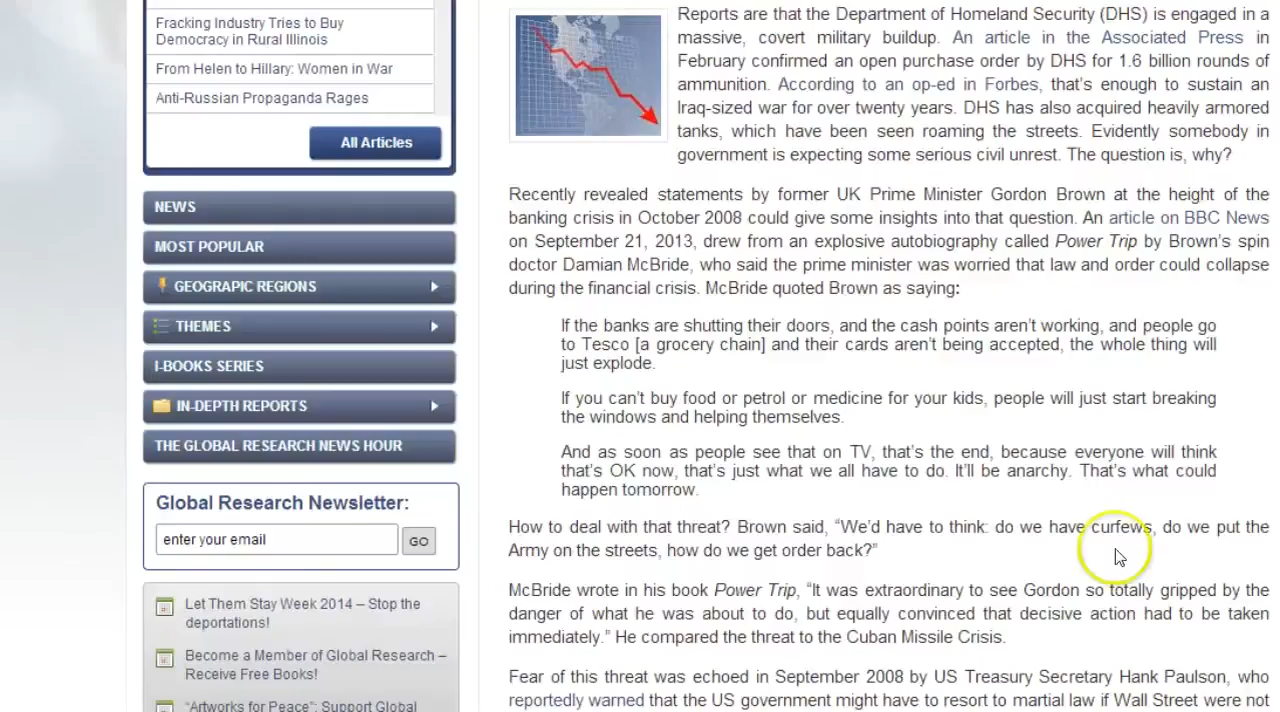 Fracking Industry Tries to Buy
Democracy in Rural Illinois
From Helen to Hillary: Women in War
Anti-Russian Propaganda Rages
All Articles
NEWS
MOST POPULAR
GEOGRAPIC REGIONS
THEMES
I-BOOKS SERIES
IN-DEPTH REPORTS
THE GLOBAL RESEARCH NEWS HOUR
Global Research Newsletter:
enter your email
GO
Let Them Stay Week 2014 – Stop the
deportations!
Become a Member of Global Research –
Receive Free Books!
“Artworks for Peace”: Support Global
Reports are that the Department of Homeland Security (DHS) is engaged in a
massive, covert military buildup. An article in the Associated Press in
February confirmed an open purchase order by DHS for 1.6 billion rounds of
ammunition. According to an op-ed in Forbes, that’s enough to sustain an
Iraq-sized war for over twenty years. DHS has also acquired heavily armored
tanks, which have been seen roaming the streets. Evidently somebody in
government is expecting some serious civil unrest. The question is, why?
Recently revealed statements by former UK Prime Minister Gordon Brown at the height of the
banking crisis in October 2008 could give some insights into that question. An article on BBC News
on September 21, 2013, drew from an explosive autobiography called Power Trip by Brown’s spin
doctor Damian McBride, who said the prime minister was worried that law and order could collapse
during the financial crisis. McBride quoted Brown as saying:
If the banks are shutting their doors, and the cash points aren’t working, and people go
to Tesco [a grocery chain] and their cards aren’t being accepted, the whole thing will
just explode.
If you can’t buy food or petrol or medicine for your kids, people will just start breaking
the windows and helping themselves.
And as soon as people see that on TV, that’s the end, because everyone will think
that’s OK now, that’s just what we all have to do. It’ll be anarchy. That’s what could
happen tomorrow.
How to deal with that threat? Brown said, “We’d have to think: do we have curfews, do we put the
Army on the streets, how do we get order back?”
McBride wrote in his book Power Trip, “It was extraordinary to see Gordon so totally gripped by the
danger of what he was about to do, but equally convinced that decisive action had to be taken
immediately.” He compared the threat to the Cuban Missile Crisis.
Fear of this threat was echoed in September 2008 by US Treasury Secretary Hank Paulson, who
reportedly warned that the US government might have to resort to martial law if Wall Street were not